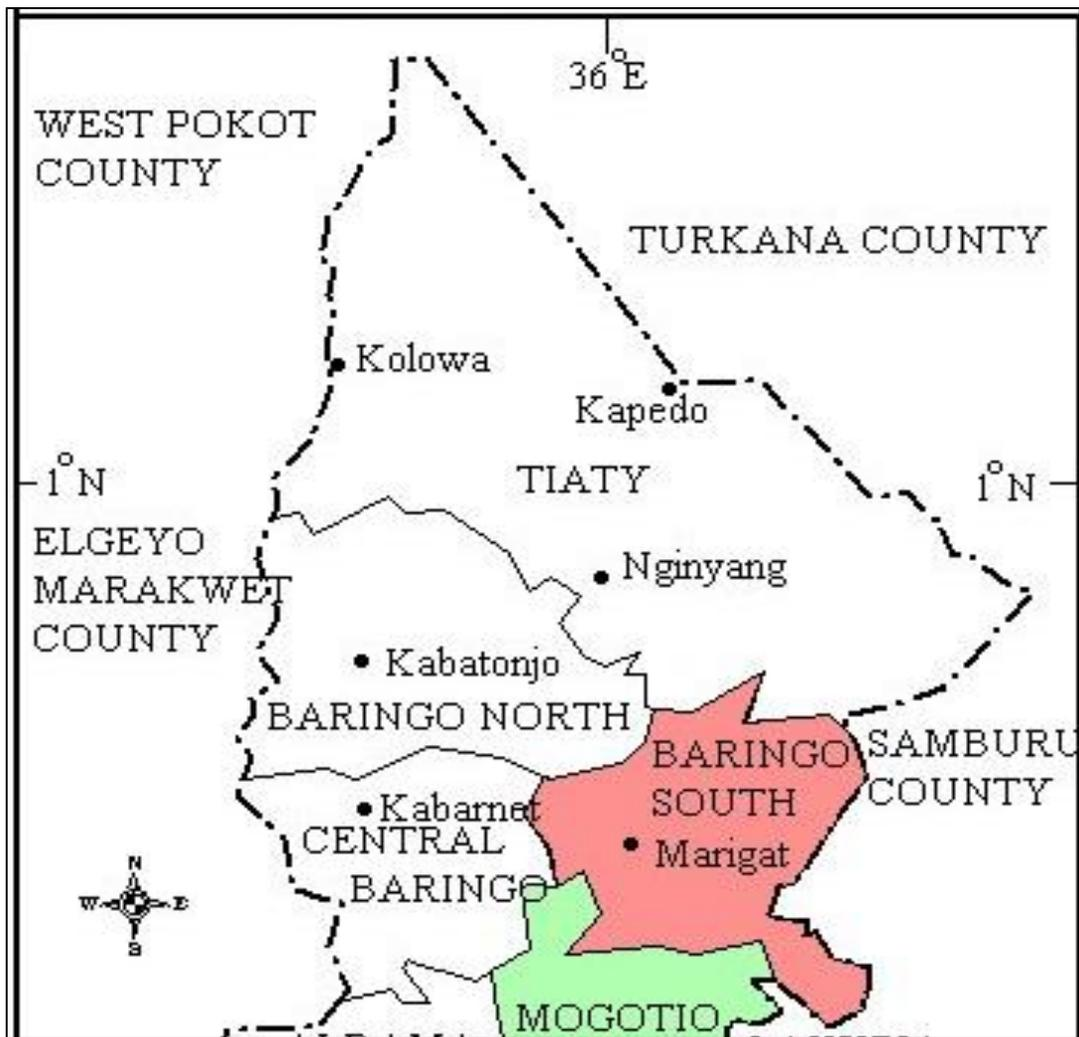 36°E
WEST POKOT
COUNTY
TURKANA COUNTY
Kolowa
Kapedo
1°N
TIATY
1°N
ELGEYO
MARAKWET
COUNTY
Nginyang
Kabatonjo
BARINGO NORTH
BARINGO
SOUTH
SAMBURU
COUNTY
Kabarnet
CENTRAL
BARINGO
Marigat
N
W
E
S
MOGOTIO